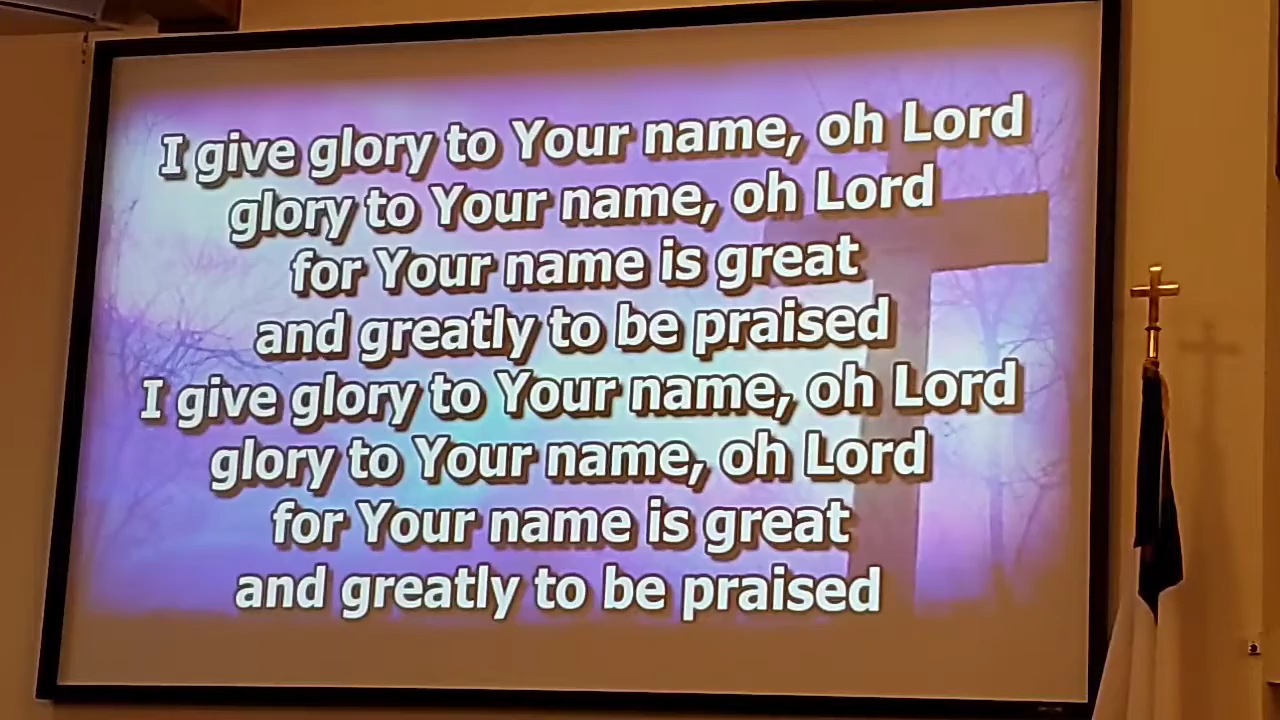 I give glory to Your name, oh Lord
glory to Your name, oh Lord
for Your name is great
and greatly to be praised
I give glory to Your name, oh Lord
glory to Your name, oh Lord
for Your name is great
and greatly to be praised